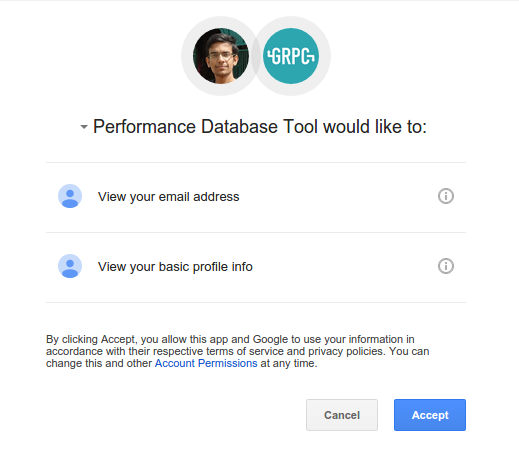 GRPC
Performance Database Tool would like to:
View your email address
View your basic profile info
By clicking Accept, you allow this app and Google to use your information in
accordance with their respective terms of service and privacy policies. You can
change this and other Account Permissions at any time.
Cancel
Accept